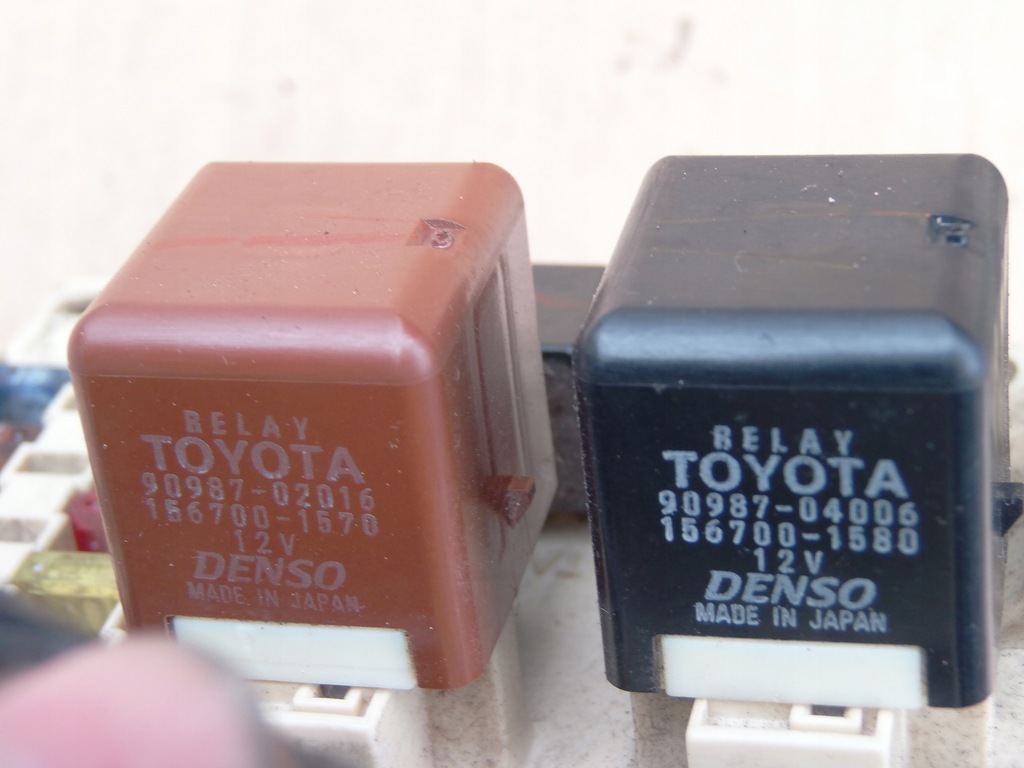 RELAY
TOYOTA
90987-02016
156700-1570
12V
DENSO
MADE IN JAPAN
RELAY
TOYOTA
90987-04006
156700-1580
12V
DENSO
MADE IN JAPAN